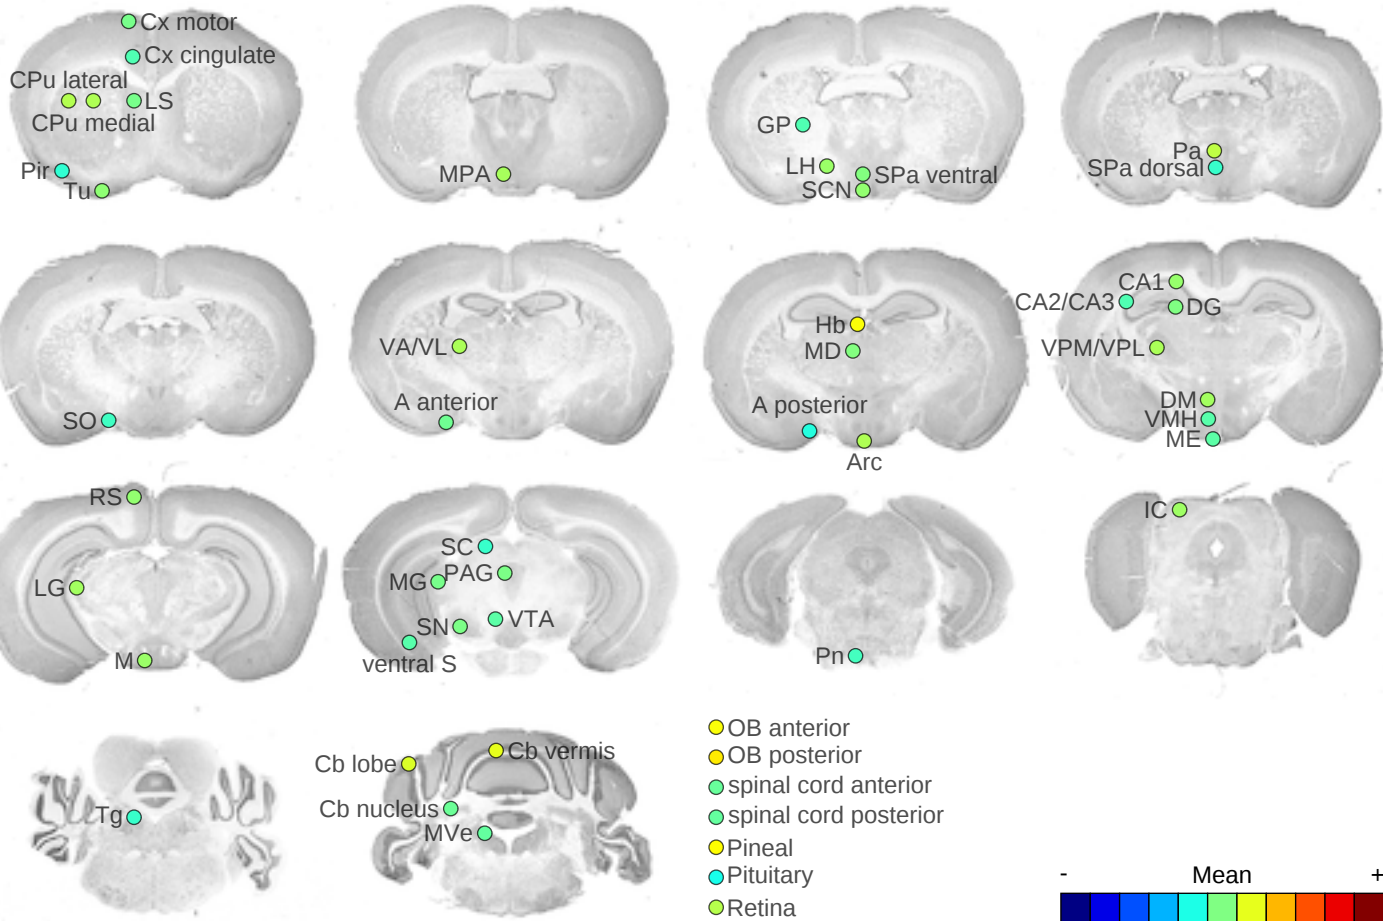 Cx motor
Cx cingulate
CPu lateral
LS
CPu medial
Pir
Tu
MPA
GP
LH
SPa ventral
SCN
Pa
SPa dorsal
SO
VA/VL
A anterior
Hb
MD
A posterior
Arc
CA1
CA2/CA3
DG
VPM/VPL
DM
VMH
ME
RS
LG
M
SC
PAG
MG
VTA
SN
ventral S
Pn
IC
Tg
Cb lobe
Cb vermis
Cb nucleus
MVe
OB anterior
OB posterior
spinal cord anterior
spinal cord posterior
Pineal
Pituitary
Retina
- Mean +